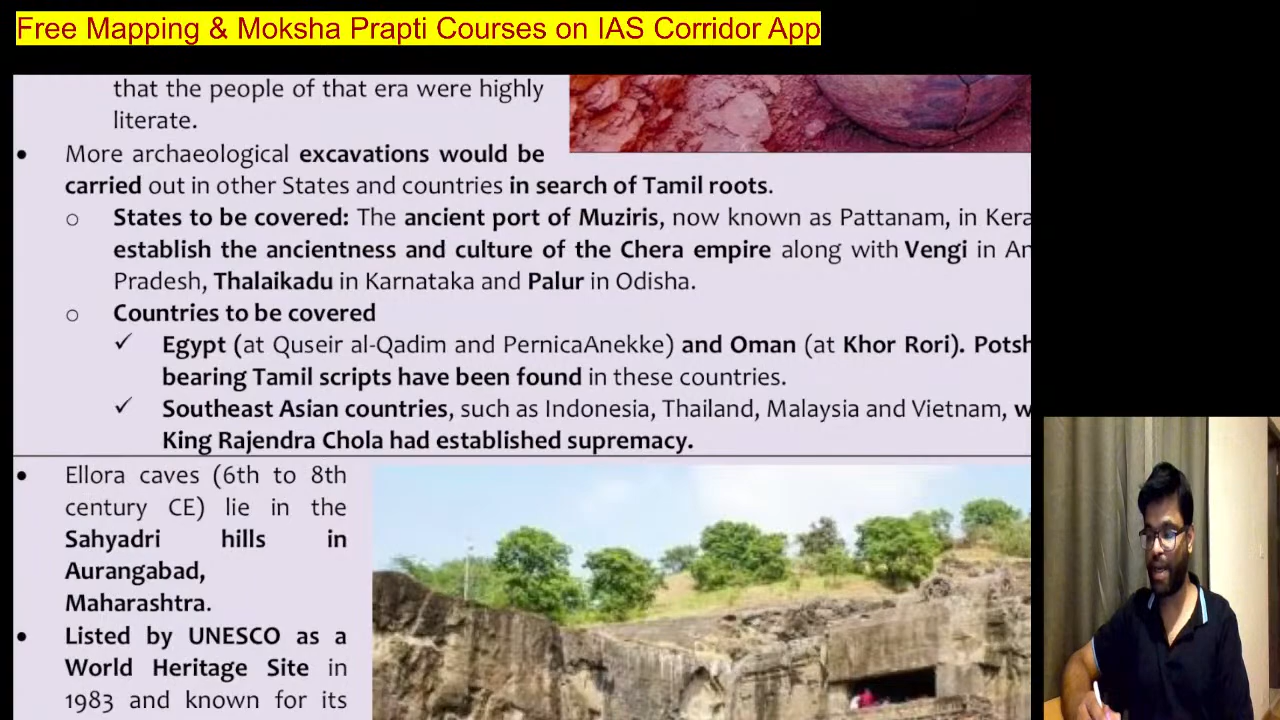 Free Mapping & Moksha Prapti Courses on IAS Corridor App
that the people of that era were highly
literate.
• More archaeological excavations would be
carried out in other States and countries in search of Tamil roots.
o States to be covered: The ancient port of Muziris, now known as Pattanam, in Kera
establish the ancientness and culture of the Chera empire along with Vengi in An
Pradesh, Thalaikadu in Karnataka and Palur in Odisha.
o Countries to be covered
✓ Egypt (at Quseir al-Qadim and PernicaAnekke) and Oman (at Khor Rori). Potsh
bearing Tamil scripts have been found in these countries.
✓ Southeast Asian countries, such as Indonesia, Thailand, Malaysia and Vietnam, w
King Rajendra Chola had established supremacy.
• Ellora caves (6th to 8th
century CE) lie in the
Sahyadri hills in
Aurangabad,
Maharashtra.
• Listed by UNESCO as a
World Heritage Site in
1983 and known for its